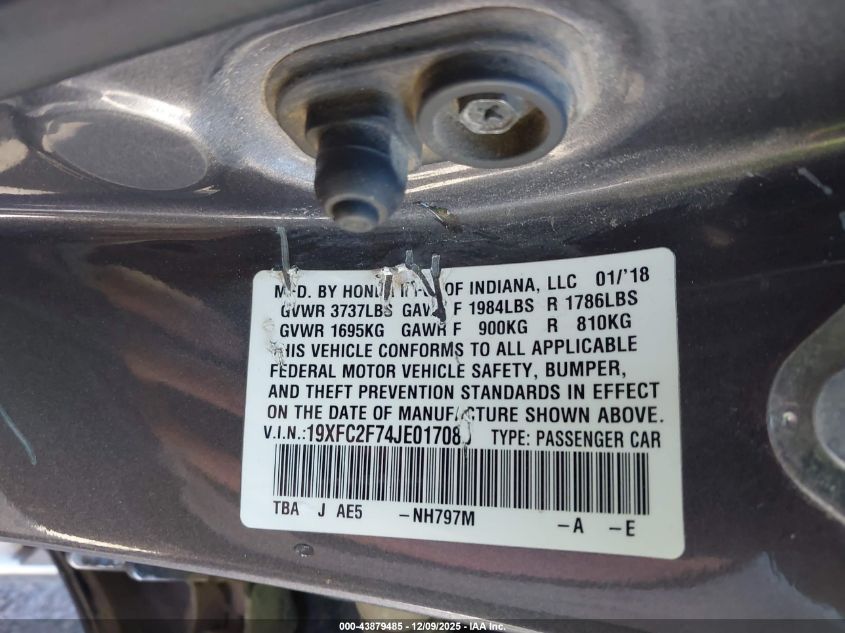 MFD. BY HONDA OF INDIANA, LLC 01/'18
GVWR 3737LBS GAWR F 1984LBS R 1786LBS
GVWR 1695KG GAWR F 900KG R 810KG
THIS VEHICLE CONFORMS TO ALL APPLICABLE
FEDERAL MOTOR VEHICLE SAFETY, BUMPER,
AND THEFT PREVENTION STANDARDS IN EFFECT
ON THE DATE OF MANUFACTURE SHOWN ABOVE.
V.I.N.: TYPE: PASSENGER CAR
TBA J AE5 -NH797M -A -E
000-43879485 | 12/09/2025 | IAA Inc.